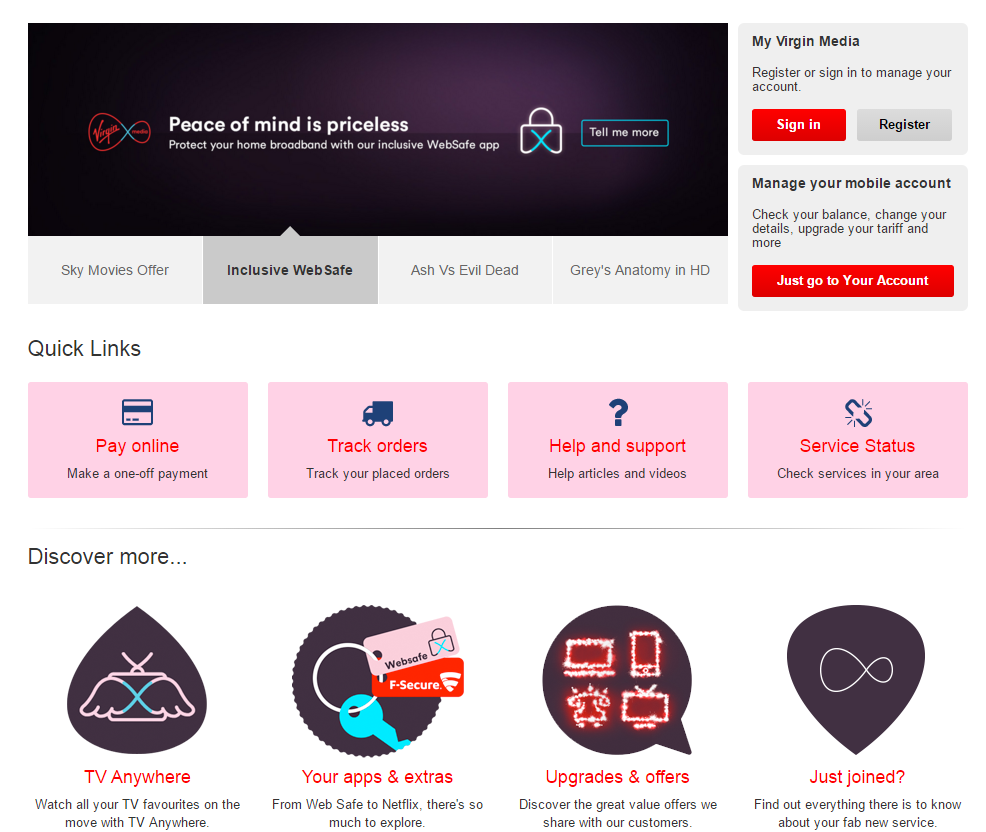 Virgin media
Peace of mind is priceless
Protect your home broadband with our inclusive WebSafe app
Tell me more
Sky Movies Offer
Inclusive WebSafe
Ash Vs Evil Dead
Grey's Anatomy in HD
My Virgin Media
Register or sign in to manage your
account.
Sign in
Register
Manage your mobile account
Check your balance, change your
details, upgrade your tariff and
more
Just go to Your Account
Quick Links
Pay online
Make a one-off payment
Track orders
Track your placed orders
Help and support
Help articles and videos
Service Status
Check services in your area
Discover more...
Websafe
F-Secure.
TV Anywhere
Watch all your TV favourites on the
move with TV Anywhere.
Your apps & extras
From Web Safe to Netflix, there's so
much to explore.
Upgrades & offers
Discover the great value offers we
share with our customers.
Just joined?
Find out everything there is to know
about your fab new service.